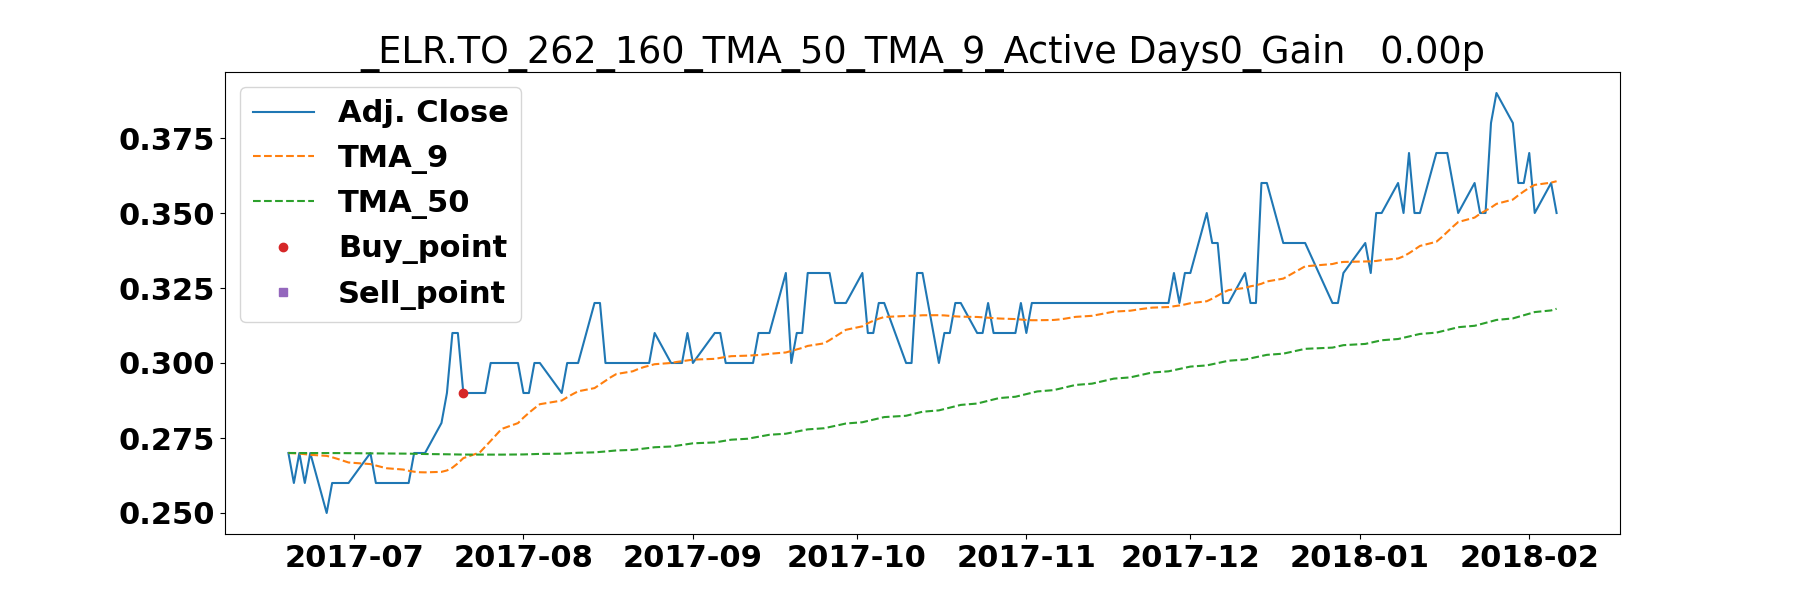 _ELR.TO_262_160_TMA_50_TMA_9_Active Days0_Gain   0.00p
Adj. Close
TMA_9
TMA_50
Buy_point
Sell_point
0.375
0.350
0.325
0.300
0.275
0.250
2017-07 2017-08 2017-09 2017-10 2017-11 2017-12 2018-01 2018-02